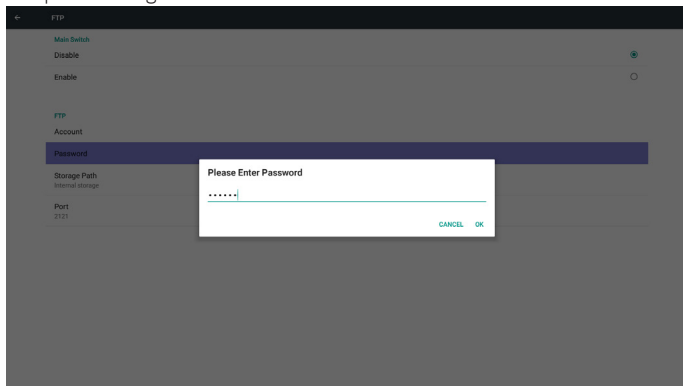 FTP
Main Switch
Disable
Enable
FTP
Account
Password
Storage Path
Internal storage
Port
2121
Please Enter Password
••••••
CANCEL OK